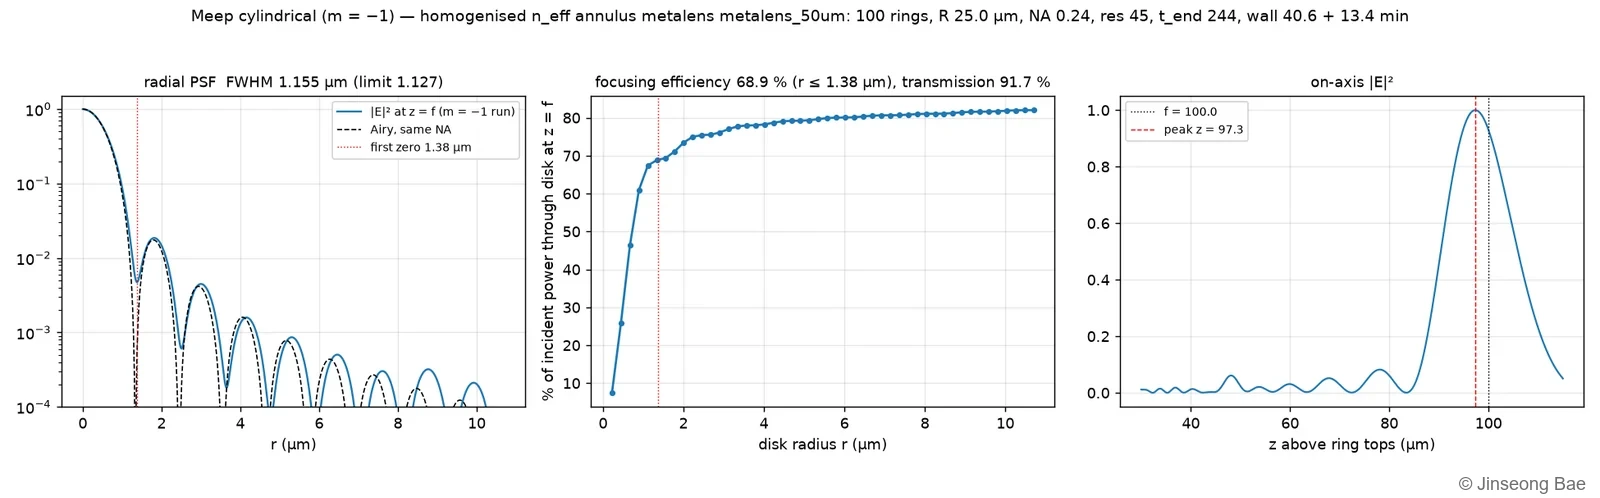 Meep cylindrical (m = −1) — homogenised n_eff annulus metalens metalens_50um: 100 rings, R 25.0 µm, NA 0.24, res 45, t_end 244, wall 40.6 + 13.4 min
radial PSF  FWHM 1.155 µm (limit 1.127)
10⁰
10⁻¹
10⁻²
10⁻³
10⁻⁴
|E|² at z = f (m = −1 run)
Airy, same NA
first zero 1.38 µm
0 2 4 6 8 10
r (µm)
focusing efficiency 68.9 % (r ≤ 1.38 µm), transmission 91.7 %
% of incident power through disk at z = f
80
70
60
50
40
30
20
10
0 2 4 6 8 10
disk radius r (µm)
on-axis |E|²
1.0
0.8
0.6
0.4
0.2
0.0
f = 100.0
peak z = 97.3
40 60 80 100
z above ring tops (µm)
© Jinseong Bae